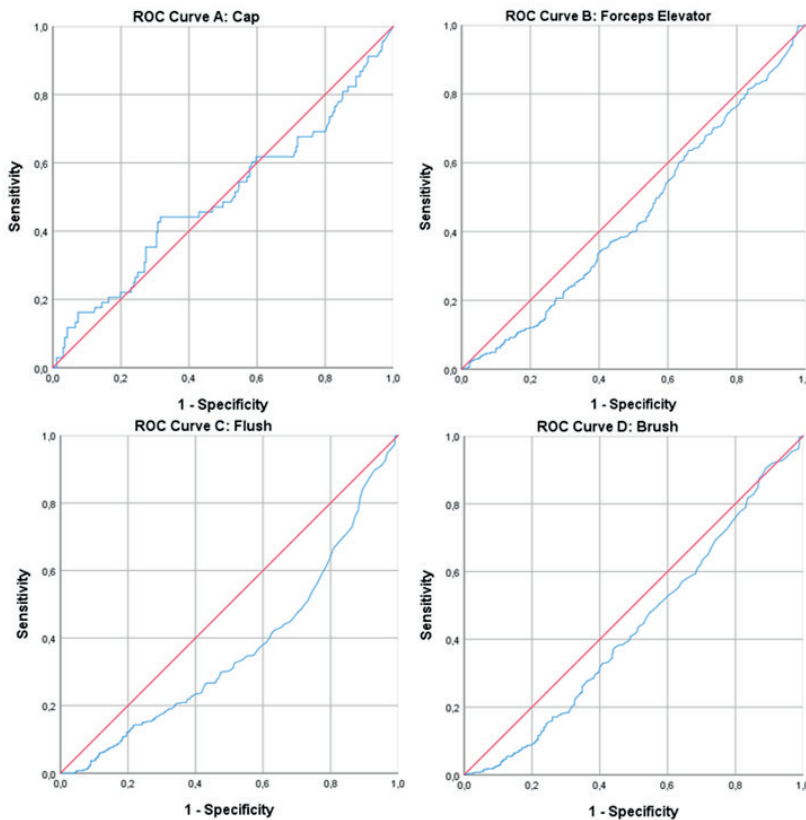 ROC Curve A: Cap
1,0
0,8
0,6
0,4
0,2
0,0
Sensitivity
0,0 0,2 0,4 0,6 0,8 1,0
1 - Specificity
ROC Curve B: Forceps Elevator
1,0
0,8
0,6
0,4
0,2
0,0
Sensitivity
0,0 0,2 0,4 0,6 0,8 1,0
1 - Specificity
ROC Curve C: Flush
1,0
0,8
0,6
0,4
0,2
0,0
Sensitivity
0,0 0,2 0,4 0,6 0,8 1,0
1 - Specificity
ROC Curve D: Brush
1,0
0,8
0,6
0,4
0,2
0,0
Sensitivity
0,0 0,2 0,4 0,6 0,8 1,0
1 - Specificity